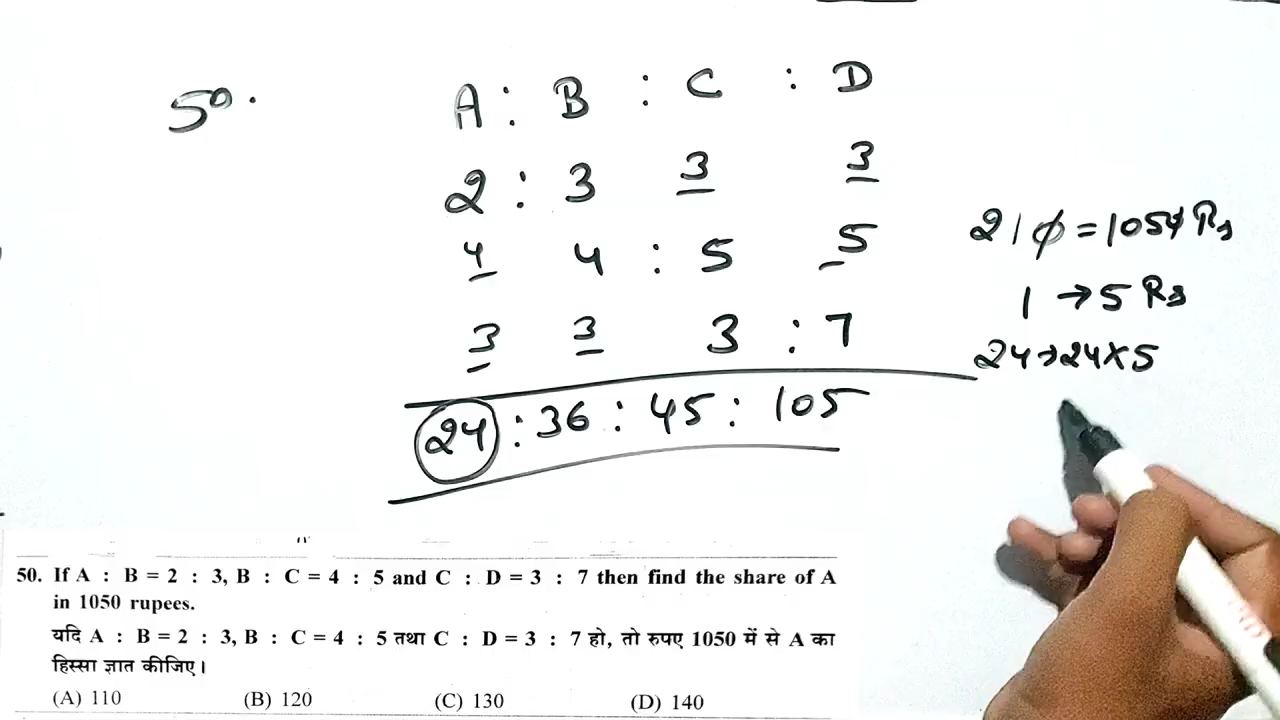 50.
A : B : C : D
2 : 3 3 3
4 4 : 5 5
3 3 3 : 7
24 : 36 : 45 : 105
210 = 1050 Rs
1 → 5 Rs
24 → 24 × 5
50. If A : B = 2 : 3, B : C = 4 : 5 and C : D = 3 : 7 then find the share of A
in 1050 rupees.
यदि A : B = 2 : 3, B : C = 4 : 5 तथा C : D = 3 : 7 हो, तो रुपए 1050 में से A का
हिस्सा ज्ञात कीजिए।
(A) 110 (B) 120 (C) 130 (D) 140